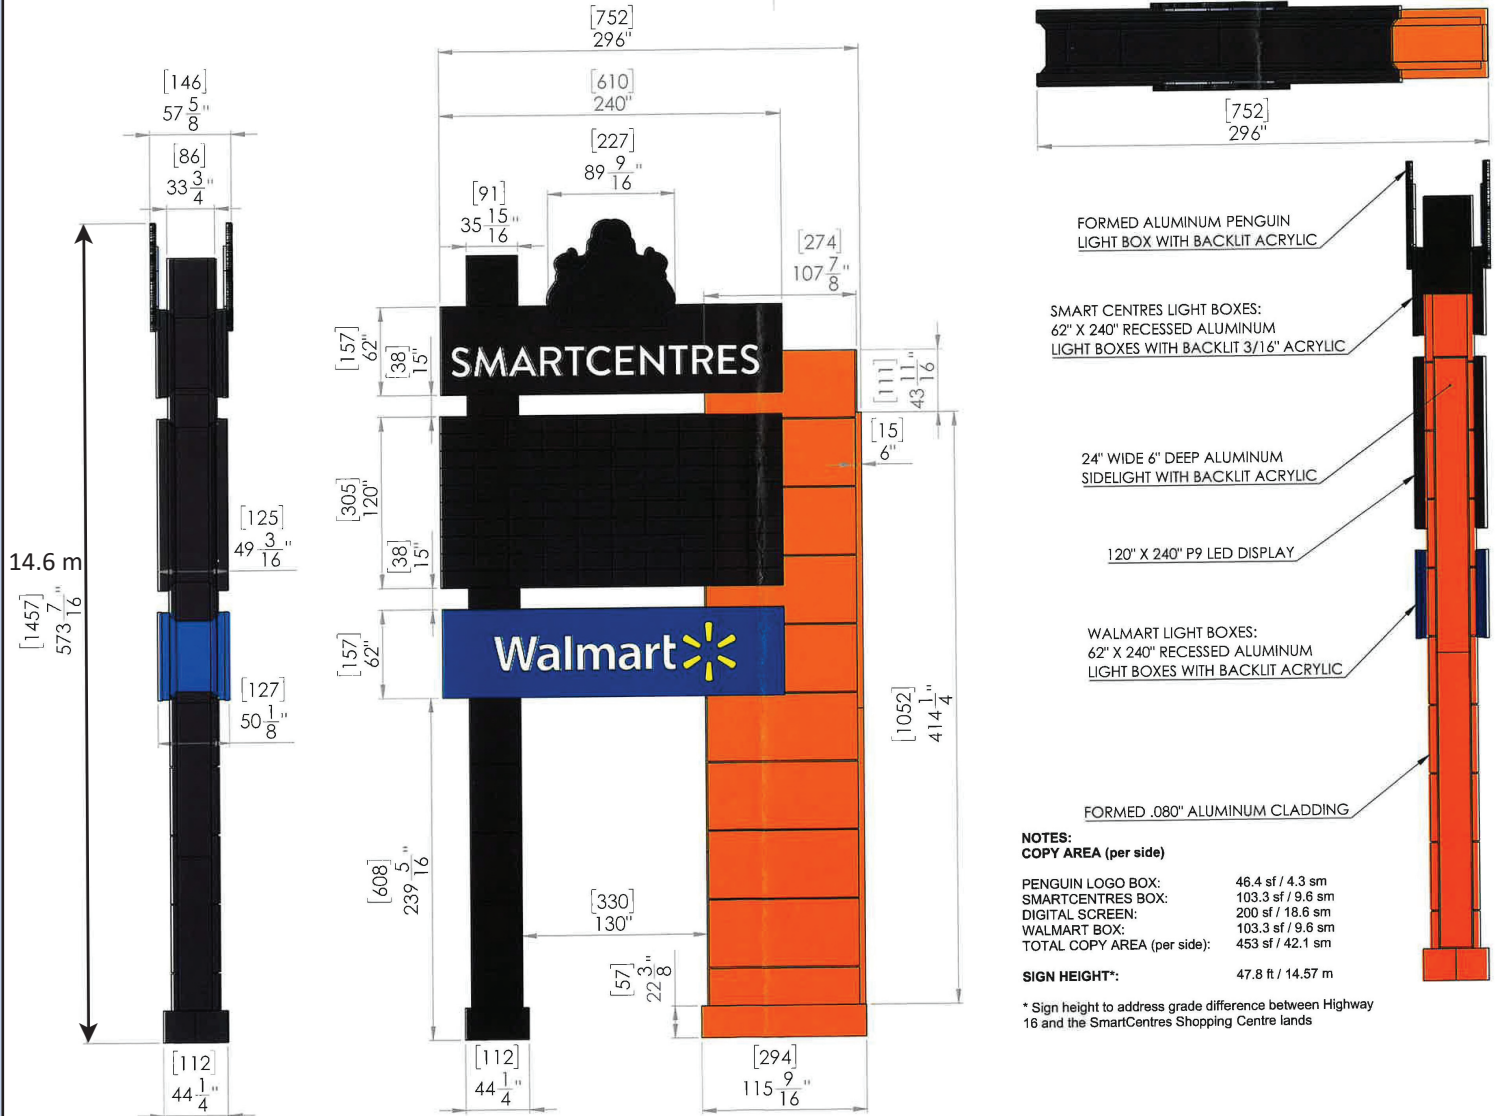 [752]
296"
[610]
240"
[227]
89 9/16"
[91]
35 15/16"
[274]
107 7/8"
[146]
57 5/8"
[86]
33 3/4"
[157]
62"
[38]
15"
SMARTCENTRES
[111]
43 11/16"
[15]
6"
[305]
120"
[38]
15"
[125]
49 3/16"
14.6 m
[1457]
573 7/16"
[157]
62"
Walmart
[127]
50 1/8"
[1052]
414 1/4"
[608]
239 5/16"
[330]
130"
[57]
22 3/8"
[112]
44 1/4"
[112]
44 1/4"
[294]
115 9/16"
[752]
296"
FORMED ALUMINUM PENGUIN
LIGHT BOX WITH BACKLIT ACRYLIC
SMART CENTRES LIGHT BOXES:
62" X 240" RECESSED ALUMINUM
LIGHT BOXES WITH BACKLIT 3/16" ACRYLIC
24" WIDE 6" DEEP ALUMINUM
SIDELIGHT WITH BACKLIT ACRYLIC
120" X 240" P9 LED DISPLAY
WALMART LIGHT BOXES:
62" X 240" RECESSED ALUMINUM
LIGHT BOXES WITH BACKLIT ACRYLIC
FORMED .080" ALUMINUM CLADDING
NOTES:
COPY AREA (per side)
PENGUIN LOGO BOX: 46.4 sf / 4.3 sm
SMARTCENTRES BOX: 103.3 sf / 9.6 sm
DIGITAL SCREEN: 200 sf / 18.6 sm
WALMART BOX: 103.3 sf / 9.6 sm
TOTAL COPY AREA (per side): 453 sf / 42.1 sm
SIGN HEIGHT*: 47.8 ft / 14.57 m
* Sign height to address grade difference between Highway
16 and the SmartCentres Shopping Centre lands